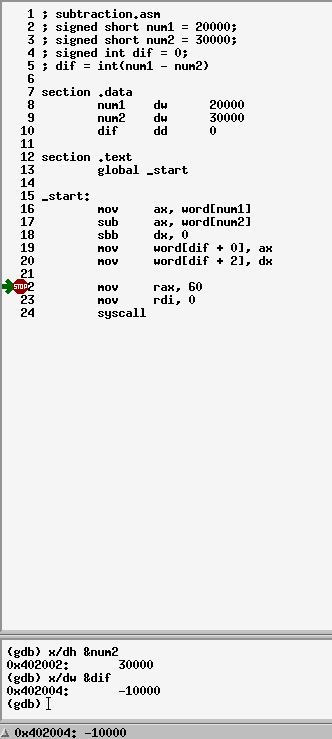 1 ; subtraction.asm
2 ; signed short num1 = 20000;
3 ; signed short num2 = 30000;
4 ; signed int dif = 0;
5 ; dif = int(num1 - num2)
6
7 section .data
8 num1 dw 20000
9 num2 dw 30000
10 dif dd 0
11
12 section .text
13 global _start
14
15 _start:
16 mov ax, word[num1]
17 sub ax, word[num2]
18 sbb dx, 0
19 mov word[dif + 0], ax
20 mov word[dif + 2], dx
21
STOP 2 mov rax, 60
23 mov rdi, 0
24 syscall
(gdb) x/dh &num2
0x402002: 30000
(gdb) x/dw &dif
0x402004: -10000
(gdb)
0x402004: -10000